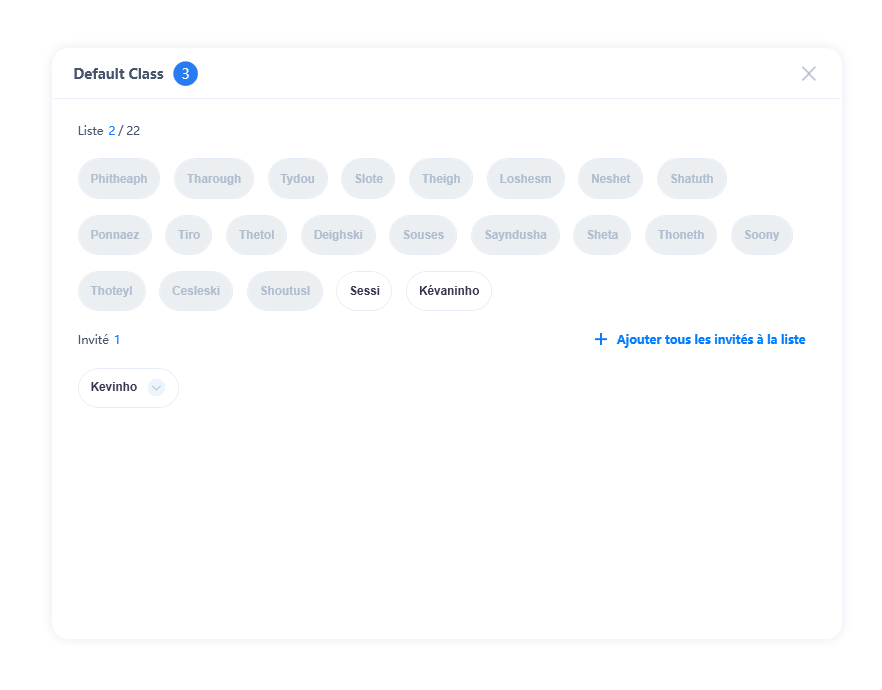 Default Class 3
Liste 2 / 22
Phitheaph Tharough Tydou Slote Theigh Loshesm Neshet Shatuth
Ponnaez Tiro Thetol Deighski Souses Sayndusha Sheta Thoneth Soony
Thoteyl Cesleski Shoutusl Sessi Kévaninho
Invité 1 + Ajouter tous les invités à la liste
Kevinho